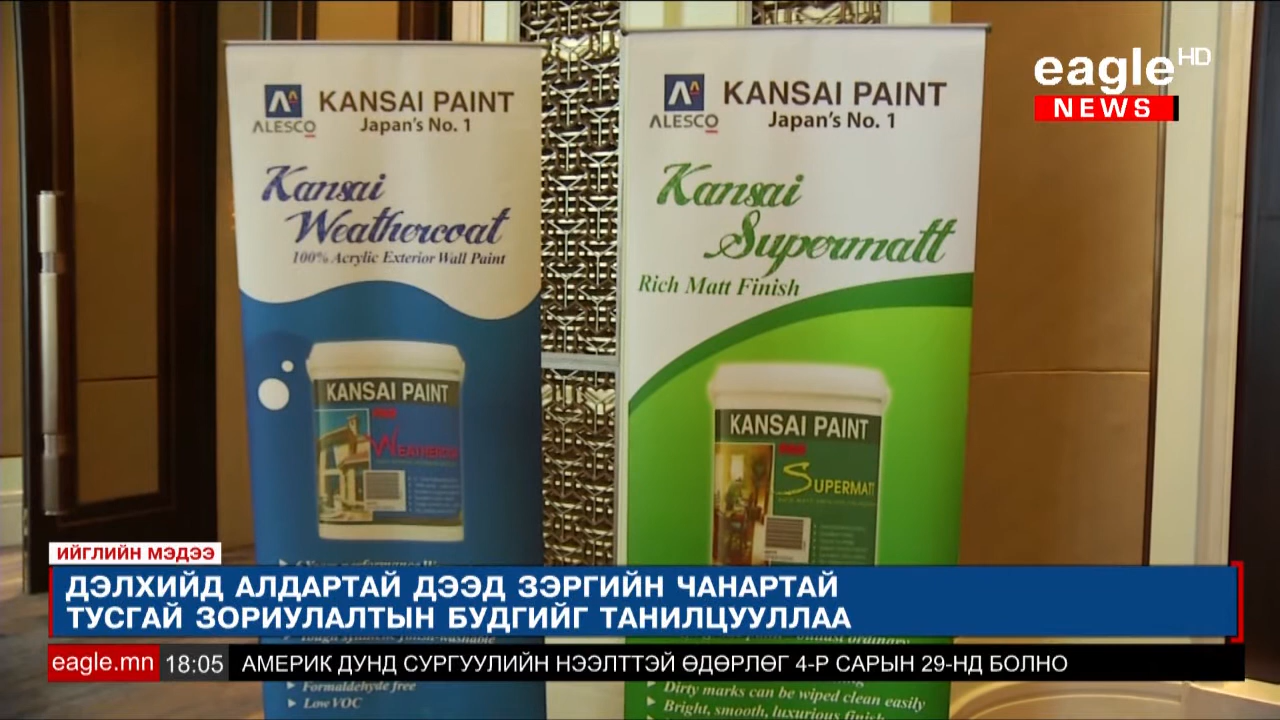 eagle HD
NEWS
ALESCO
KANSAI PAINT
Japan's No. 1
Kansai
Weathercoat
100% Acrylic Exterior Wall Paint
KANSAI PAINT
ALESCO
KANSAI PAINT
Japan's No. 1
Kansai
Supermatt
Rich Matt Finish
KANSAI PAINT
SUPERMATT
ИЙГЛИЙН МЭДЭЭ
ДЭЛХИЙД АЛДАРТАЙ ДЭЭД ЗЭРГИЙН ЧАНАРТАЙ
ТУСГАЙ ЗОРИУЛАЛТЫН БУДГИЙГ ТАНИЛЦУУЛЛАА
eagle.mn 18:05 АМЕРИК ДУНД СУРГУУЛИЙН НЭЭЛТТЭЙ ӨДӨРЛӨГ 4-Р САРЫН 29-НД БОЛНО
Formaldehyde free
Low VOC
Dirty marks can be wiped clean easily
Bright, smooth, luxurious finish